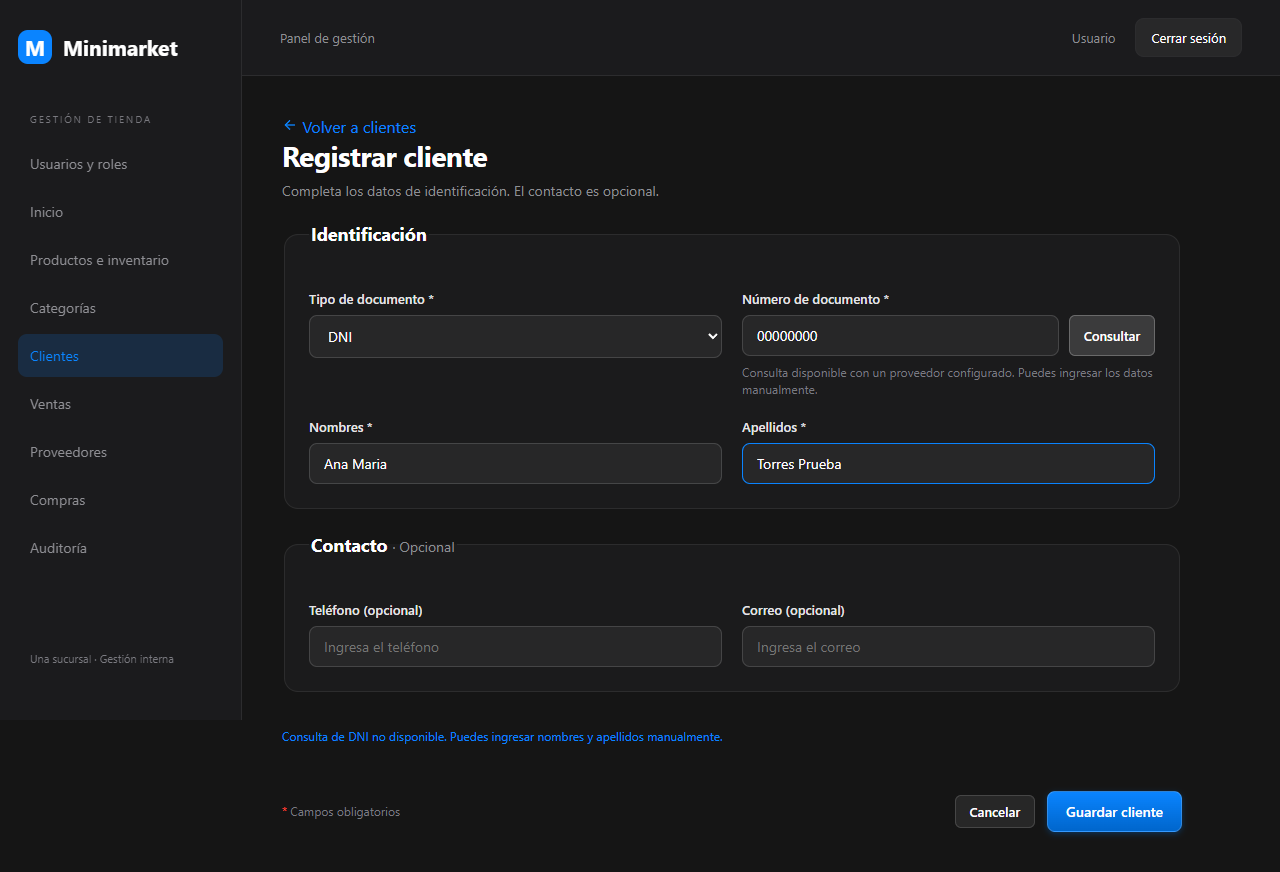 M Minimarket
Panel de gestión
Usuario
Cerrar sesión
GESTIÓN DE TIENDA
Usuarios y roles
Inicio
Productos e inventario
Categorías
Clientes
Ventas
Proveedores
Compras
Auditoría
Una sucursal · Gestión interna
← Volver a clientes
Registrar cliente
Completa los datos de identificación. El contacto es opcional.
Identificación
Tipo de documento *
DNI
Número de documento *
00000000
Consultar
Consulta disponible con un proveedor configurado. Puedes ingresar los datos
manualmente.
Nombres *
Ana Maria
Apellidos *
Torres Prueba
Contacto · Opcional
Teléfono (opcional)
Ingresa el teléfono
Correo (opcional)
Ingresa el correo
Consulta de DNI no disponible. Puedes ingresar nombres y apellidos manualmente.
* Campos obligatorios
Cancelar
Guardar cliente